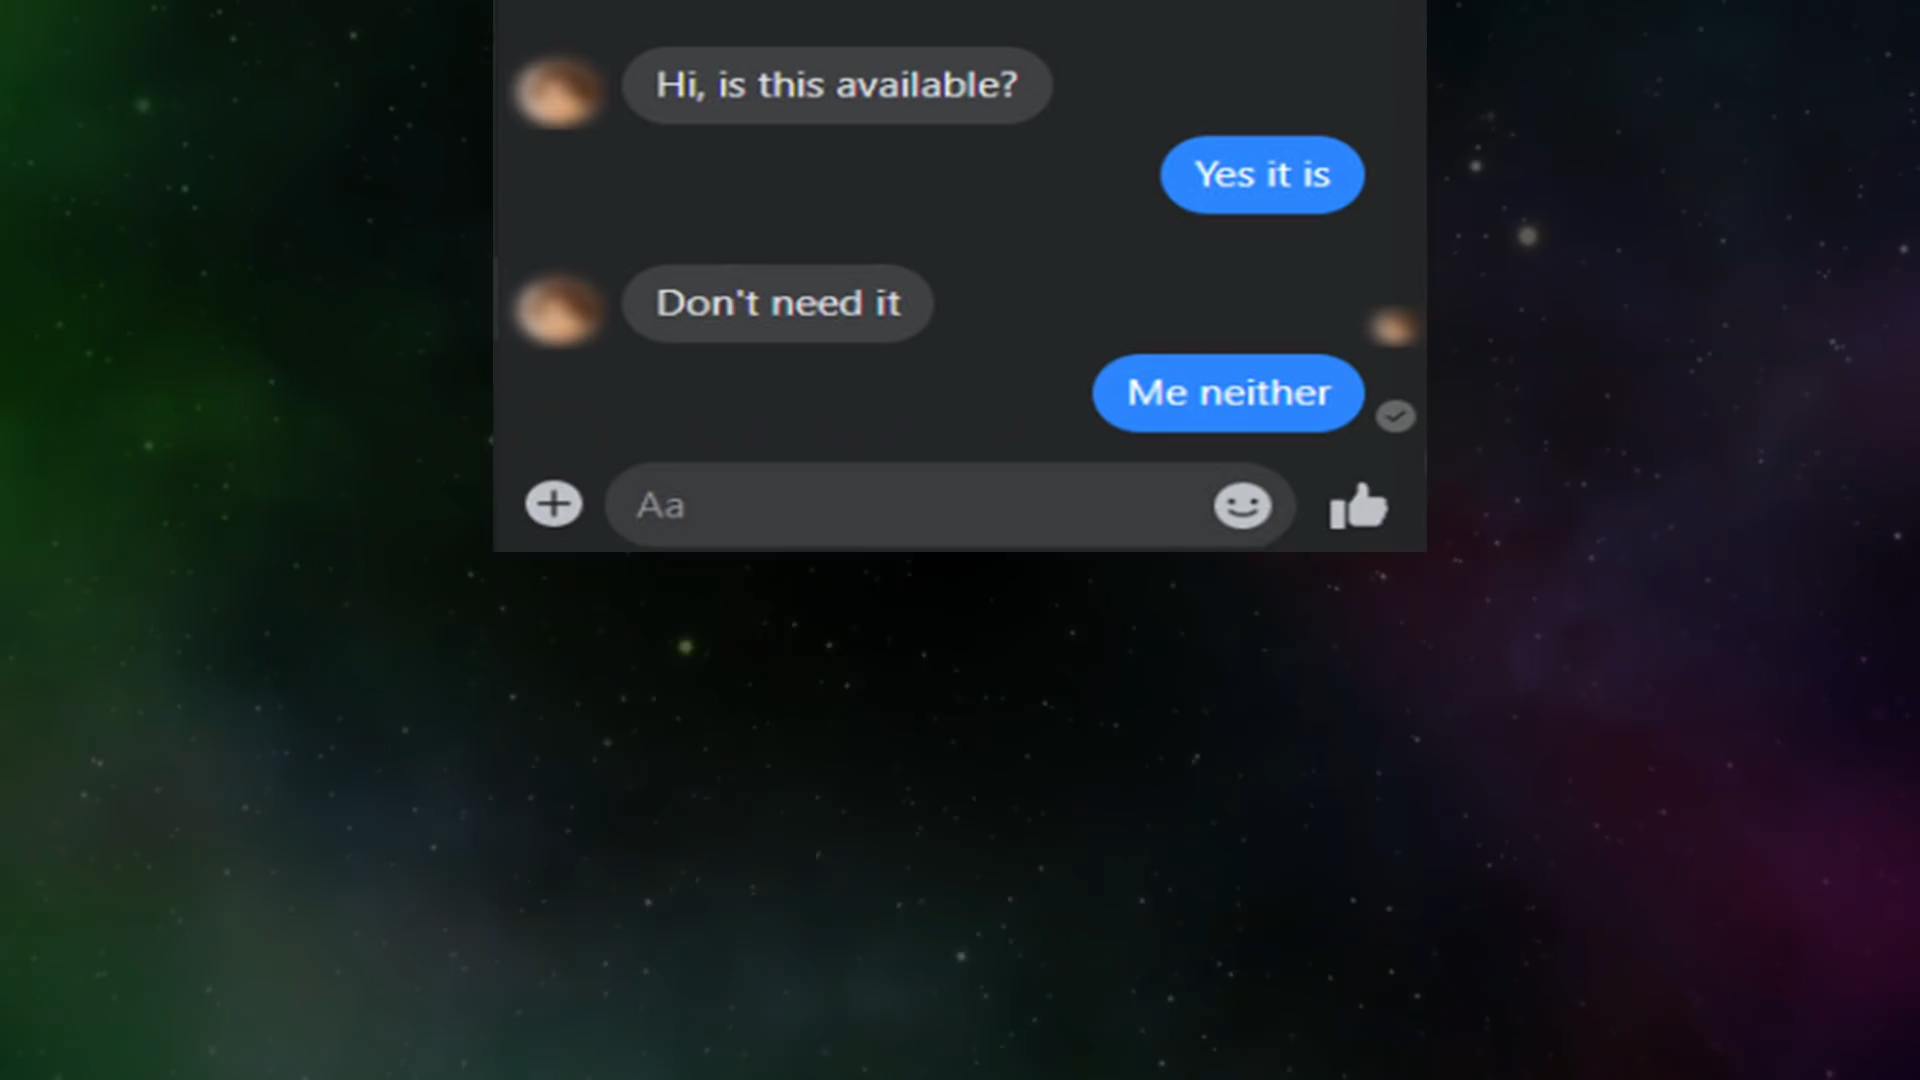 Hi, is this available?
Yes it is
Don't need it
Me neither
Aa